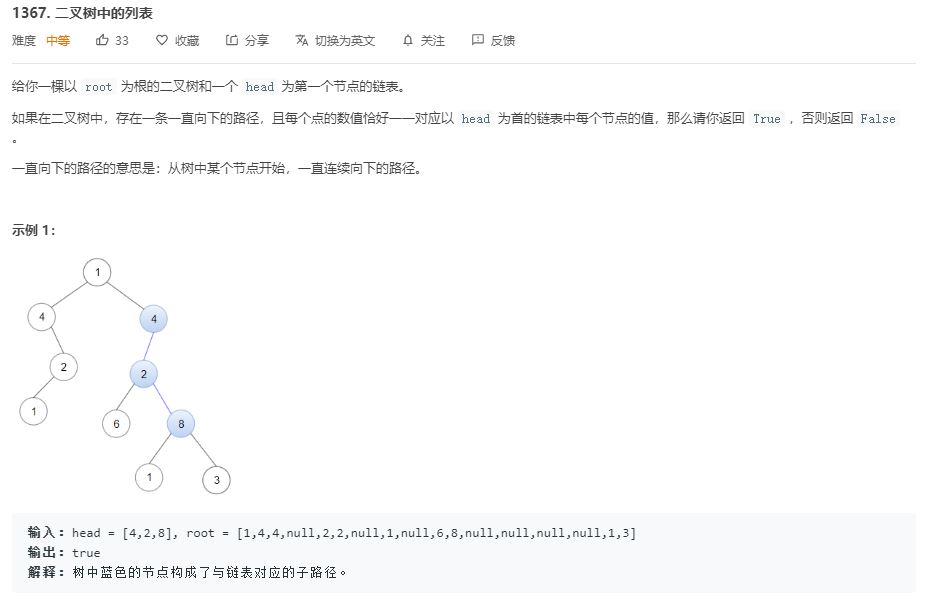 1367. 二叉树中的列表
难度 中等 33 收藏 分享 切换为英文 关注 反馈
给你一棵以 root 为根的二叉树和一个 head 为第一个节点的链表。
如果在二叉树中，存在一条一直向下的路径，且每个点的数值恰好一一对应以 head 为首的链表中每个节点的值，那么请你返回 True ，否则返回 False
。
一直向下的路径的意思是：从树中某个节点开始，一直连续向下的路径。
示例 1：
1
4 4
2 2
1 6 8
1 3
输入：head = [4,2,8], root = [1,4,4,null,2,2,null,1,null,6,8,null,null,null,null,1,3]
输出：true
解释：树中蓝色的节点构成了与链表对应的子路径。